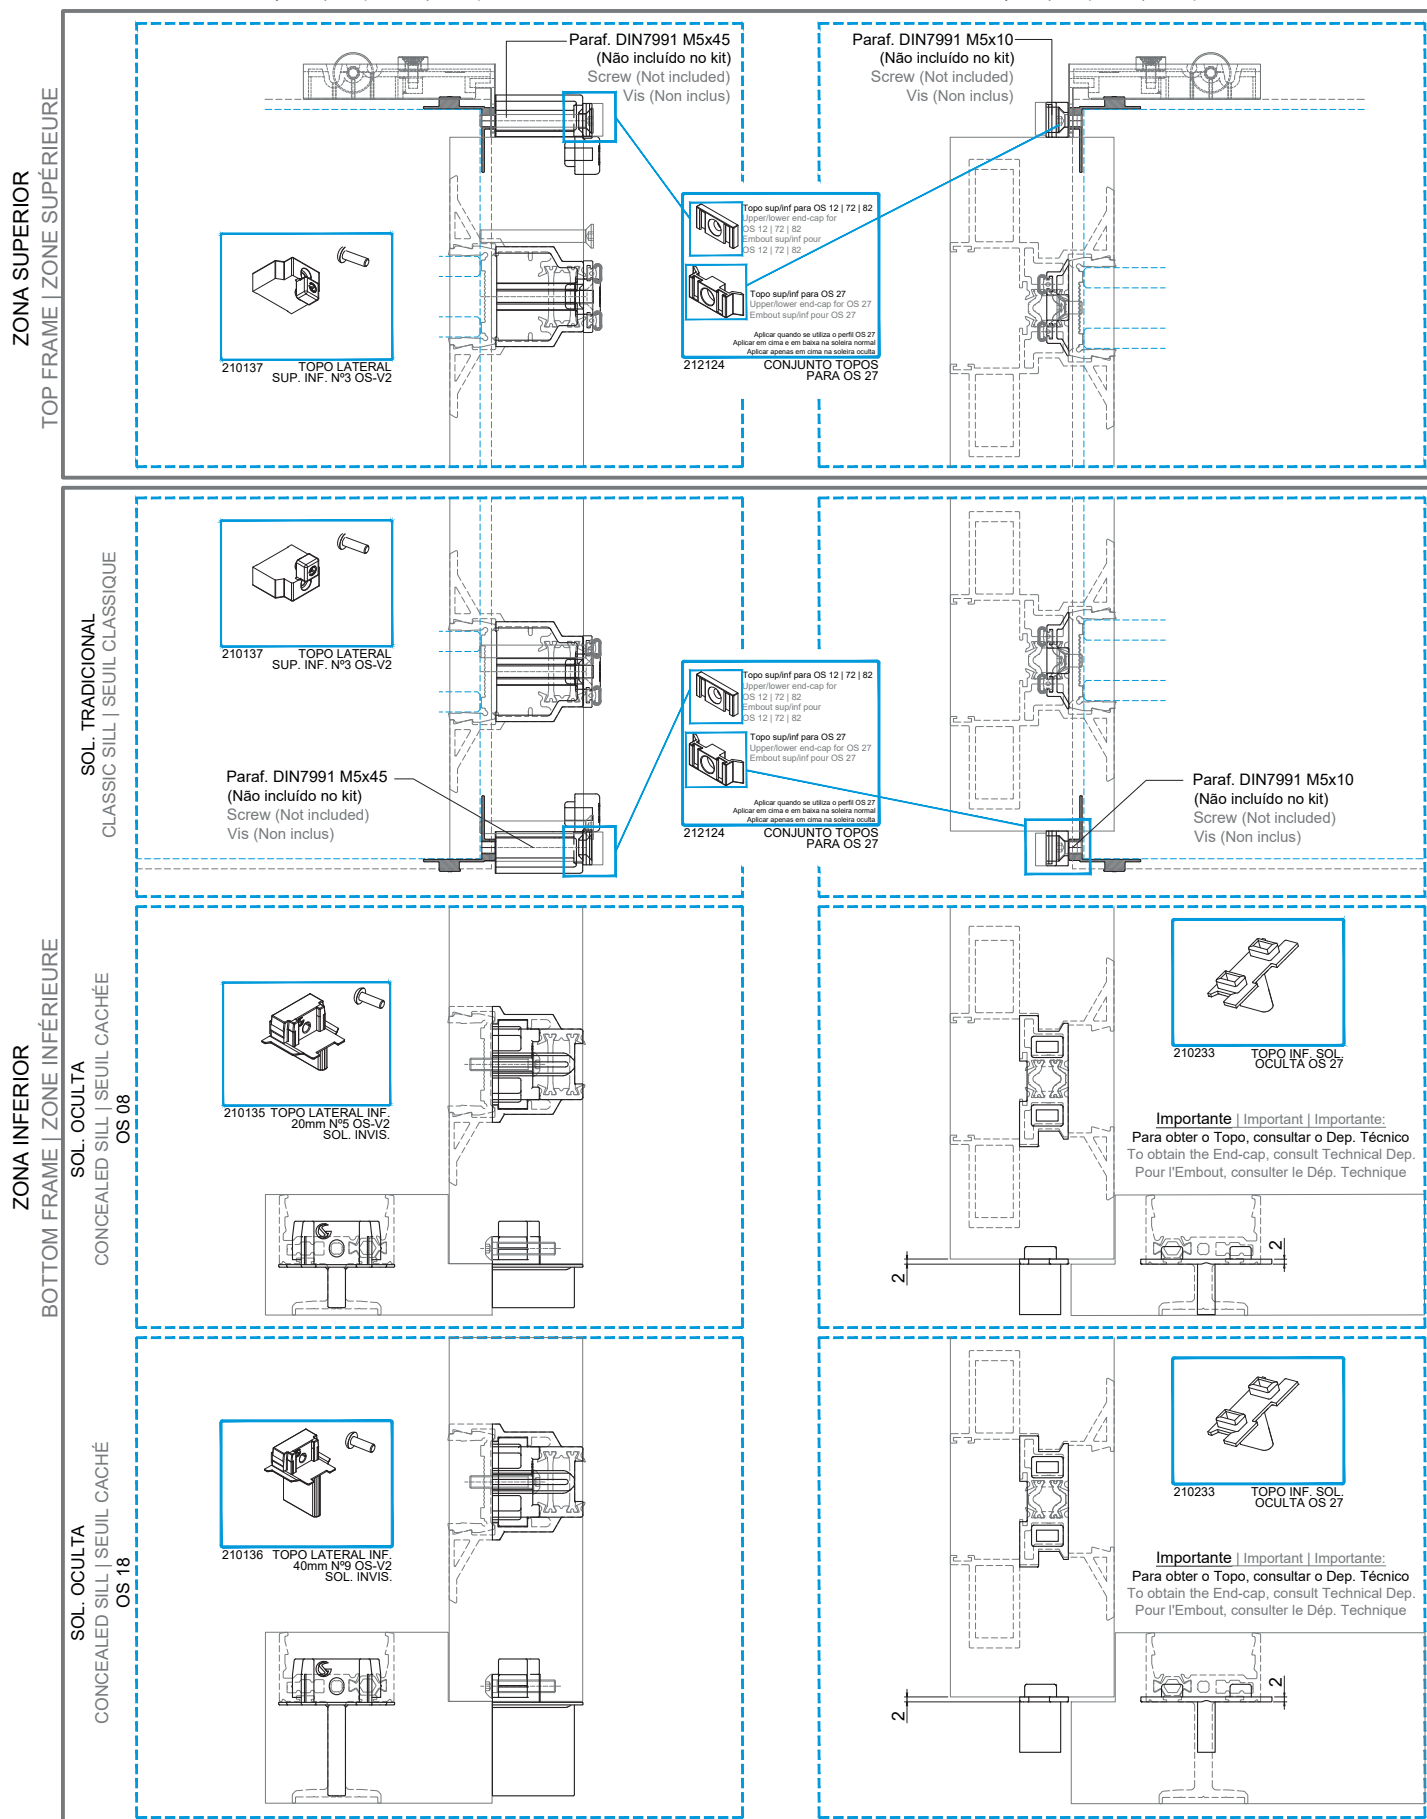 ZONA SUPERIOR
TOP FRAME | ZONE SUPÉRIEURE
Paraf. DIN7991 M5x45
(Não incluído no kit)
Screw (Not included)
Vis (Non inclus)
Paraf. DIN7991 M5x10
(Não incluído no kit)
Screw (Not included)
Vis (Non inclus)
210137 TOPO LATERAL
SUP. INF. Nº3 OS-V2
Topo sup/inf para OS 12 | 72 | 82
Upper/lower end-cap for
OS 12 | 72 | 82
Embout sup/inf pour
OS 12 | 72 | 82
Topo sup/inf para OS 27
Upper/lower end-cap for OS 27
Embout sup/inf pour OS 27
Aplicar quando se utiliza o perfil OS 27
Aplicar em cima e em baixa na soleira normal
Aplicar apenas em cima na soleira oculta
212124 CONJUNTO TOPOS
PARA OS 27
ZONA INFERIOR
BOTTOM FRAME | ZONE INFÉRIEURE
SOL. TRADICIONAL
CLASSIC SILL | SEUIL CLASSIQUE
210137 TOPO LATERAL
SUP. INF. Nº3 OS-V2
Paraf. DIN7991 M5x45
(Não incluído no kit)
Screw (Not included)
Vis (Non inclus)
Topo sup/inf para OS 12 | 72 | 82
Upper/lower end-cap for
OS 12 | 72 | 82
Embout sup/inf pour
OS 12 | 72 | 82
Topo sup/inf para OS 27
Upper/lower end-cap for OS 27
Embout sup/inf pour OS 27
Aplicar quando se utiliza o perfil OS 27
Aplicar em cima e em baixa na soleira normal
Aplicar apenas em cima na soleira oculta
212124 CONJUNTO TOPOS
PARA OS 27
Paraf. DIN7991 M5x10
(Não incluído no kit)
Screw (Not included)
Vis (Non inclus)
SOL. OCULTA
CONCEALED SILL | SEUIL CACHÉE
OS 08
210135 TOPO LATERAL INF.
20mm Nº5 OS-V2
SOL. INVIS.
210233 TOPO INF. SOL.
OCULTA OS 27
Importante | Important | Importante:
Para obter o Topo, consultar o Dep. Técnico
To obtain the End-cap, consult Technical Dep.
Pour l'Embout, consulter le Dép. Technique
2
2
SOL. OCULTA
CONCEALED SILL | SEUIL CACHÉ
OS 18
210136 TOPO LATERAL INF.
40mm Nº9 OS-V2
SOL. INVIS.
210233 TOPO INF. SOL.
OCULTA OS 27
Importante | Important | Importante:
Para obter o Topo, consultar o Dep. Técnico
To obtain the End-cap, consult Technical Dep.
Pour l'Embout, consulter le Dép. Technique
2
2